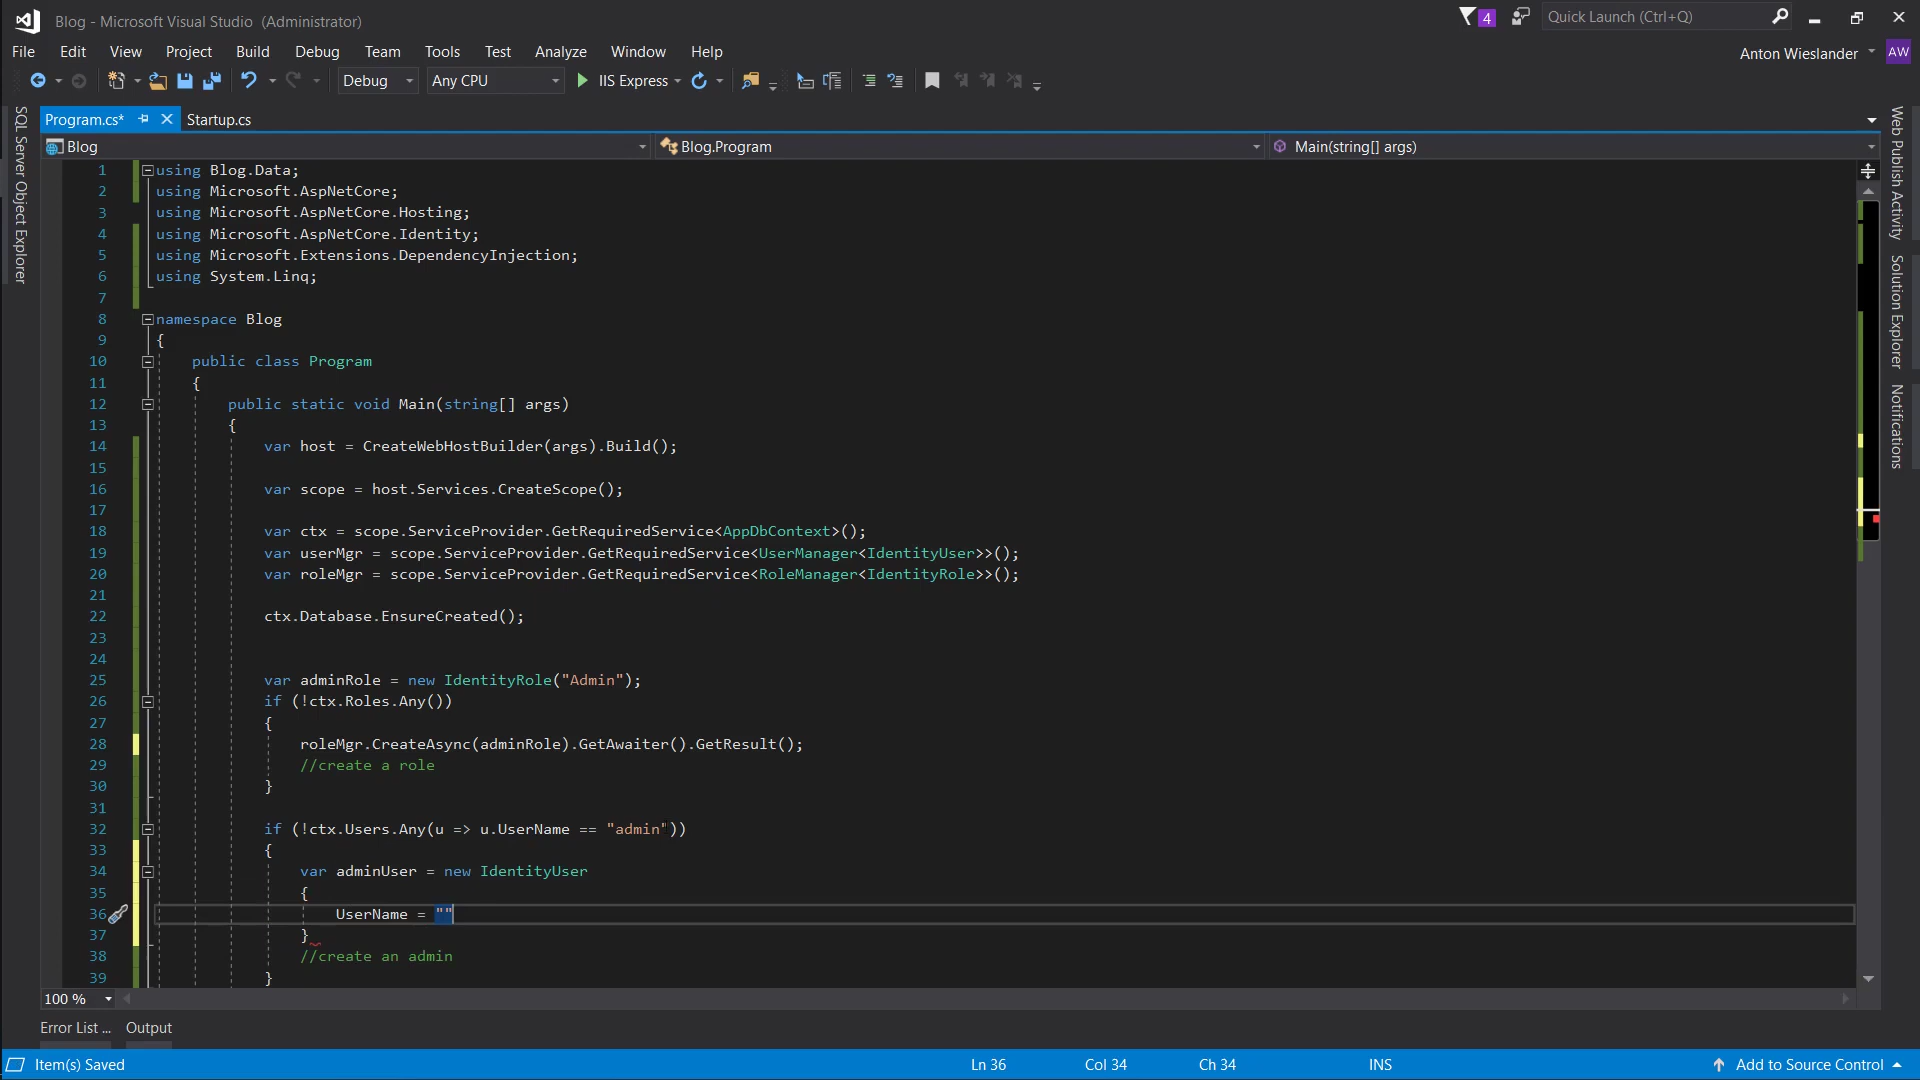 Blog - Microsoft Visual Studio (Administrator)
4
Quick Launch (Ctrl+Q)
File Edit View Project Build Debug Team Tools Test Analyze Window Help
Anton Wieslander AW
Debug Any CPU IIS Express
Program.cs* Startup.cs
Blog Blog.Program Main(string[] args)
SQL Server Object Explorer
Web Publish Activity
Solution Explorer
Notifications
1 using Blog.Data;
2 using Microsoft.AspNetCore;
3 using Microsoft.AspNetCore.Hosting;
4 using Microsoft.AspNetCore.Identity;
5 using Microsoft.Extensions.DependencyInjection;
6 using System.Linq;
7
8 namespace Blog
9 {
10 public class Program
11 {
12 public static void Main(string[] args)
13 {
14 var host = CreateWebHostBuilder(args).Build();
15
16 var scope = host.Services.CreateScope();
17
18 var ctx = scope.ServiceProvider.GetRequiredService<AppDbContext>();
19 var userMgr = scope.ServiceProvider.GetRequiredService<UserManager<IdentityUser>>();
20 var roleMgr = scope.ServiceProvider.GetRequiredService<RoleManager<IdentityRole>>();
21
22 ctx.Database.EnsureCreated();
23
24
25 var adminRole = new IdentityRole("Admin");
26 if (!ctx.Roles.Any())
27 {
28 roleMgr.CreateAsync(adminRole).GetAwaiter().GetResult();
29 //create a role
30 }
31
32 if (!ctx.Users.Any(u => u.UserName == "admin"))
33 {
34 var adminUser = new IdentityUser
35 {
36 UserName = ""
37 }
38 //create an admin
39 }
100 %
Error List ... Output
Item(s) Saved Ln 36 Col 34 Ch 34 INS Add to Source Control